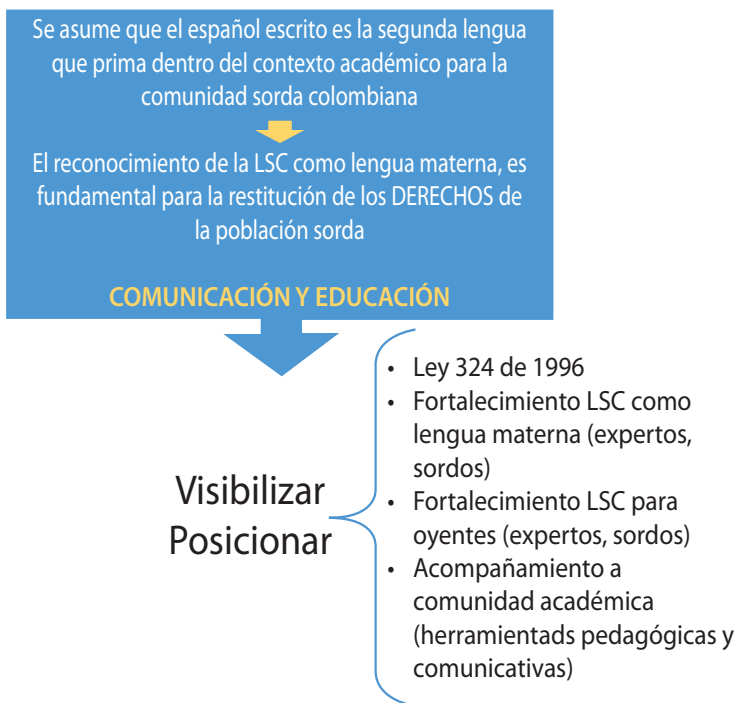 Se asume que el español escrito es la segunda lengua
que prima dentro del contexto académico para la
comunidad sorda colombiana
El reconocimiento de la LSC como lengua materna, es
fundamental para la restitución de los DERECHOS de
la población sorda
COMUNICACIÓN Y EDUCACIÓN
Visibilizar
Posicionar
• Ley 324 de 1996
• Fortalecimiento LSC como
lengua materna (expertos,
sordos)
• Fortalecimiento LSC para
oyentes (expertos, sordos)
• Acompañamiento a
comunidad académica
(herramientads pedagógicas y
comunicativas)